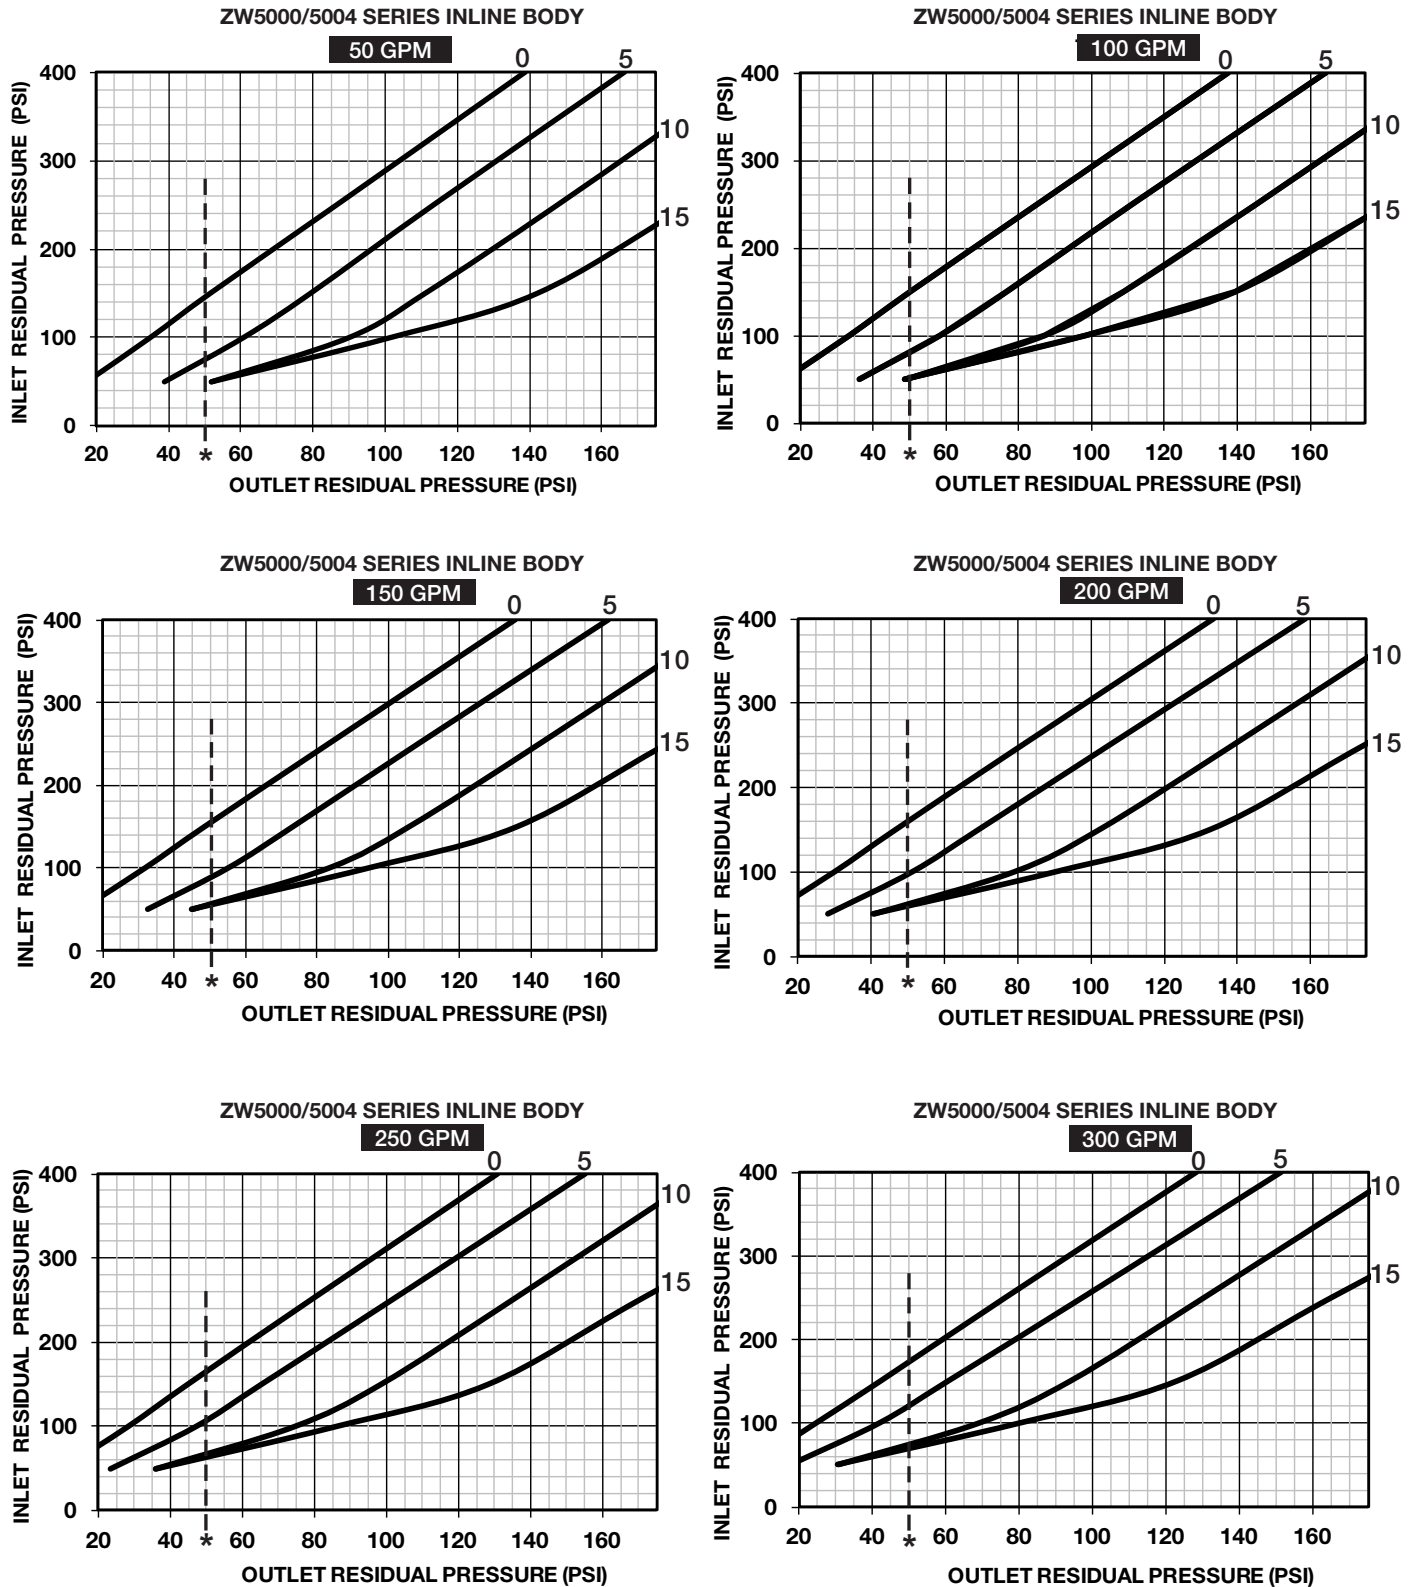 ZW5000/5004 SERIES INLINE BODY
50 GPM
0
5
10
15
INLET RESIDUAL PRESSURE (PSI)
400
300
200
100
0
20 40 * 60 80 100 120 140 160
OUTLET RESIDUAL PRESSURE (PSI)
ZW5000/5004 SERIES INLINE BODY
100 GPM
0
5
10
15
INLET RESIDUAL PRESSURE (PSI)
400
300
200
100
0
20 40 * 60 80 100 120 140 160
OUTLET RESIDUAL PRESSURE (PSI)
ZW5000/5004 SERIES INLINE BODY
150 GPM
0
5
10
15
INLET RESIDUAL PRESSURE (PSI)
400
300
200
100
0
20 40 * 60 80 100 120 140 160
OUTLET RESIDUAL PRESSURE (PSI)
ZW5000/5004 SERIES INLINE BODY
200 GPM
0
5
10
15
INLET RESIDUAL PRESSURE (PSI)
400
300
200
100
0
20 40 * 60 80 100 120 140 160
OUTLET RESIDUAL PRESSURE (PSI)
ZW5000/5004 SERIES INLINE BODY
250 GPM
0
5
10
15
INLET RESIDUAL PRESSURE (PSI)
400
300
200
100
0
20 40 * 60 80 100 120 140 160
OUTLET RESIDUAL PRESSURE (PSI)
ZW5000/5004 SERIES INLINE BODY
300 GPM
0
5
10
15
INLET RESIDUAL PRESSURE (PSI)
400
300
200
100
0
20 40 * 60 80 100 120 140 160
OUTLET RESIDUAL PRESSURE (PSI)